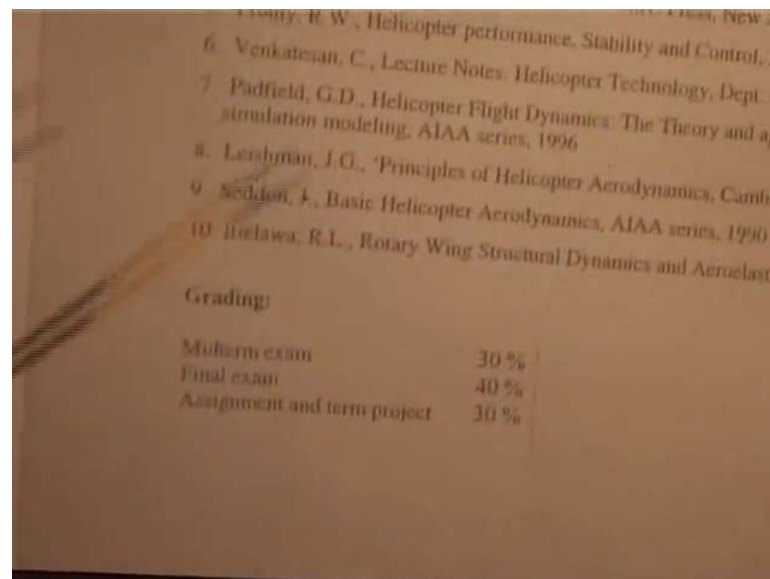 Prouty, R.W., Helicopter performance, Stability and Control,
6. Venkatesan, C., Lecture Notes: Helicopter Technology, Dept.
7. Padfield, G.D., Helicopter Flight Dynamics: The Theory and
simulation modeling, AIAA series, 1996
8. Leishman, J.G., 'Principles of Helicopter Aerodynamics,
9. Seddon, J., Basic Helicopter Aerodynamics, AIAA series, 1990
10. Bielawa, R.L., Rotary Wing Structural Dynamics and
Grading:
Midterm exam 30 %
Final exam 40 %
Assignment and term project 30 %